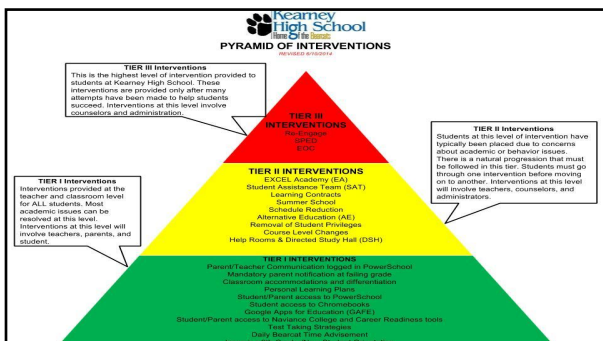 Kearney
High School
Home of the Bearcats
PYRAMID OF INTERVENTIONS
REVISED 6/10/2014
TIER III Interventions
This is the highest level of intervention provided to
students at Kearney High School. These
interventions are provided only after many
attempts have been made to help students
succeed. Interventions at this level involve
counselors and administration.
TIER III
INTERVENTIONS
Re-Engage
SPED
EOC
TIER II Interventions
Students at this level of intervention have
typically been placed due to concerns
about academic or behavior issues.
There is a natural progression that must
be followed in this tier. Students must go
through one intervention before moving
on to another. Interventions at this level
will involve teachers, counselors, and
administrators.
TIER II INTERVENTIONS
EXCEL Academy (EA)
Student Assistance Team (SAT)
Learning Contracts
Summer School
Schedule Reduction
Alternative Education (AE)
Removal of Student Privileges
Course Level Changes
Help Rooms & Directed Study Hall (DSH)
TIER I Interventions
Interventions provided at the
teacher and classroom level
for ALL students. Most
academic issues can be
resolved at this level.
Interventions at this level will
involve teachers, parents, and
student.
TIER I INTERVENTIONS
Parent/Teacher Communication logged in PowerSchool
Mandatory parent notification at failing grade
Classroom accommodations and differentiation
Personal Learning Plans
Student/Parent access to PowerSchool
Student access to Chromebooks
Google Apps for Education (GAFE)
Student/Parent access to Naviance College and Career Readiness tools
Test Taking Strategies
Daily Bearcat Time Advisement